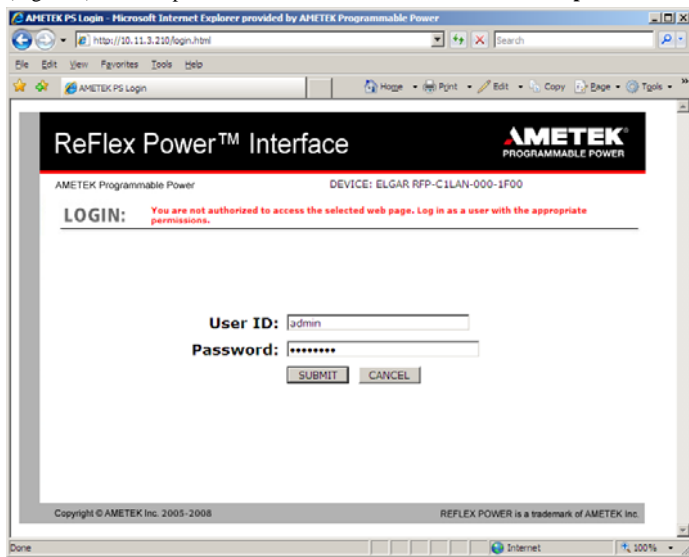 AMETEK PS Login - Microsoft Internet Explorer provided by AMETEK Programmable Power
http://10.11.3.210/login.html
Search
File Edit View Favorites Tools Help
AMETEK PS Login
Home Print Edit Copy Page Tools
ReFlex Power™ Interface
AMETEK®
PROGRAMMABLE POWER
AMETEK Programmable Power
DEVICE: ELGAR RFP-C1LAN-000-1F00
LOGIN:
You are not authorized to access the selected web page. Log in as a user with the appropriate
permissions.
User ID: admin
Password: ••••••••
SUBMIT CANCEL
Copyright © AMETEK Inc. 2005-2008
REFLEX POWER is a trademark of AMETEK Inc.
Done
Internet
100%